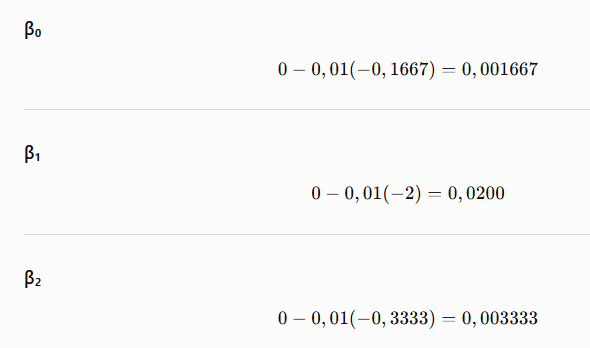 β₀
0 − 0,01(−0,1667) = 0,001667
β₁
0 − 0,01(−2) = 0,0200
β₂
0 − 0,01(−0,3333) = 0,003333